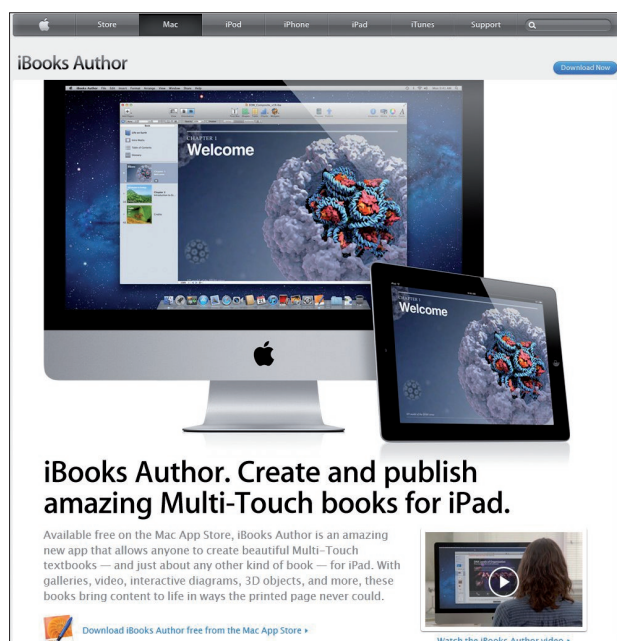 Store Mac iPod iPhone iPad iTunes Support
iBooks Author
Download Now
CHAPTER 1
Welcome
CHAPTER 1
Welcome
iBooks Author. Create and publish
amazing Multi-Touch books for iPad.
Available free on the Mac App Store, iBooks Author is an amazing
new app that allows anyone to create beautiful Multi-Touch
textbooks — and just about any other kind of book — for iPad. With
galleries, video, interactive diagrams, 3D objects, and more, these
books bring content to life in ways the printed page never could.
Download iBooks Author free from the Mac App Store
Watch the iBooks Author video